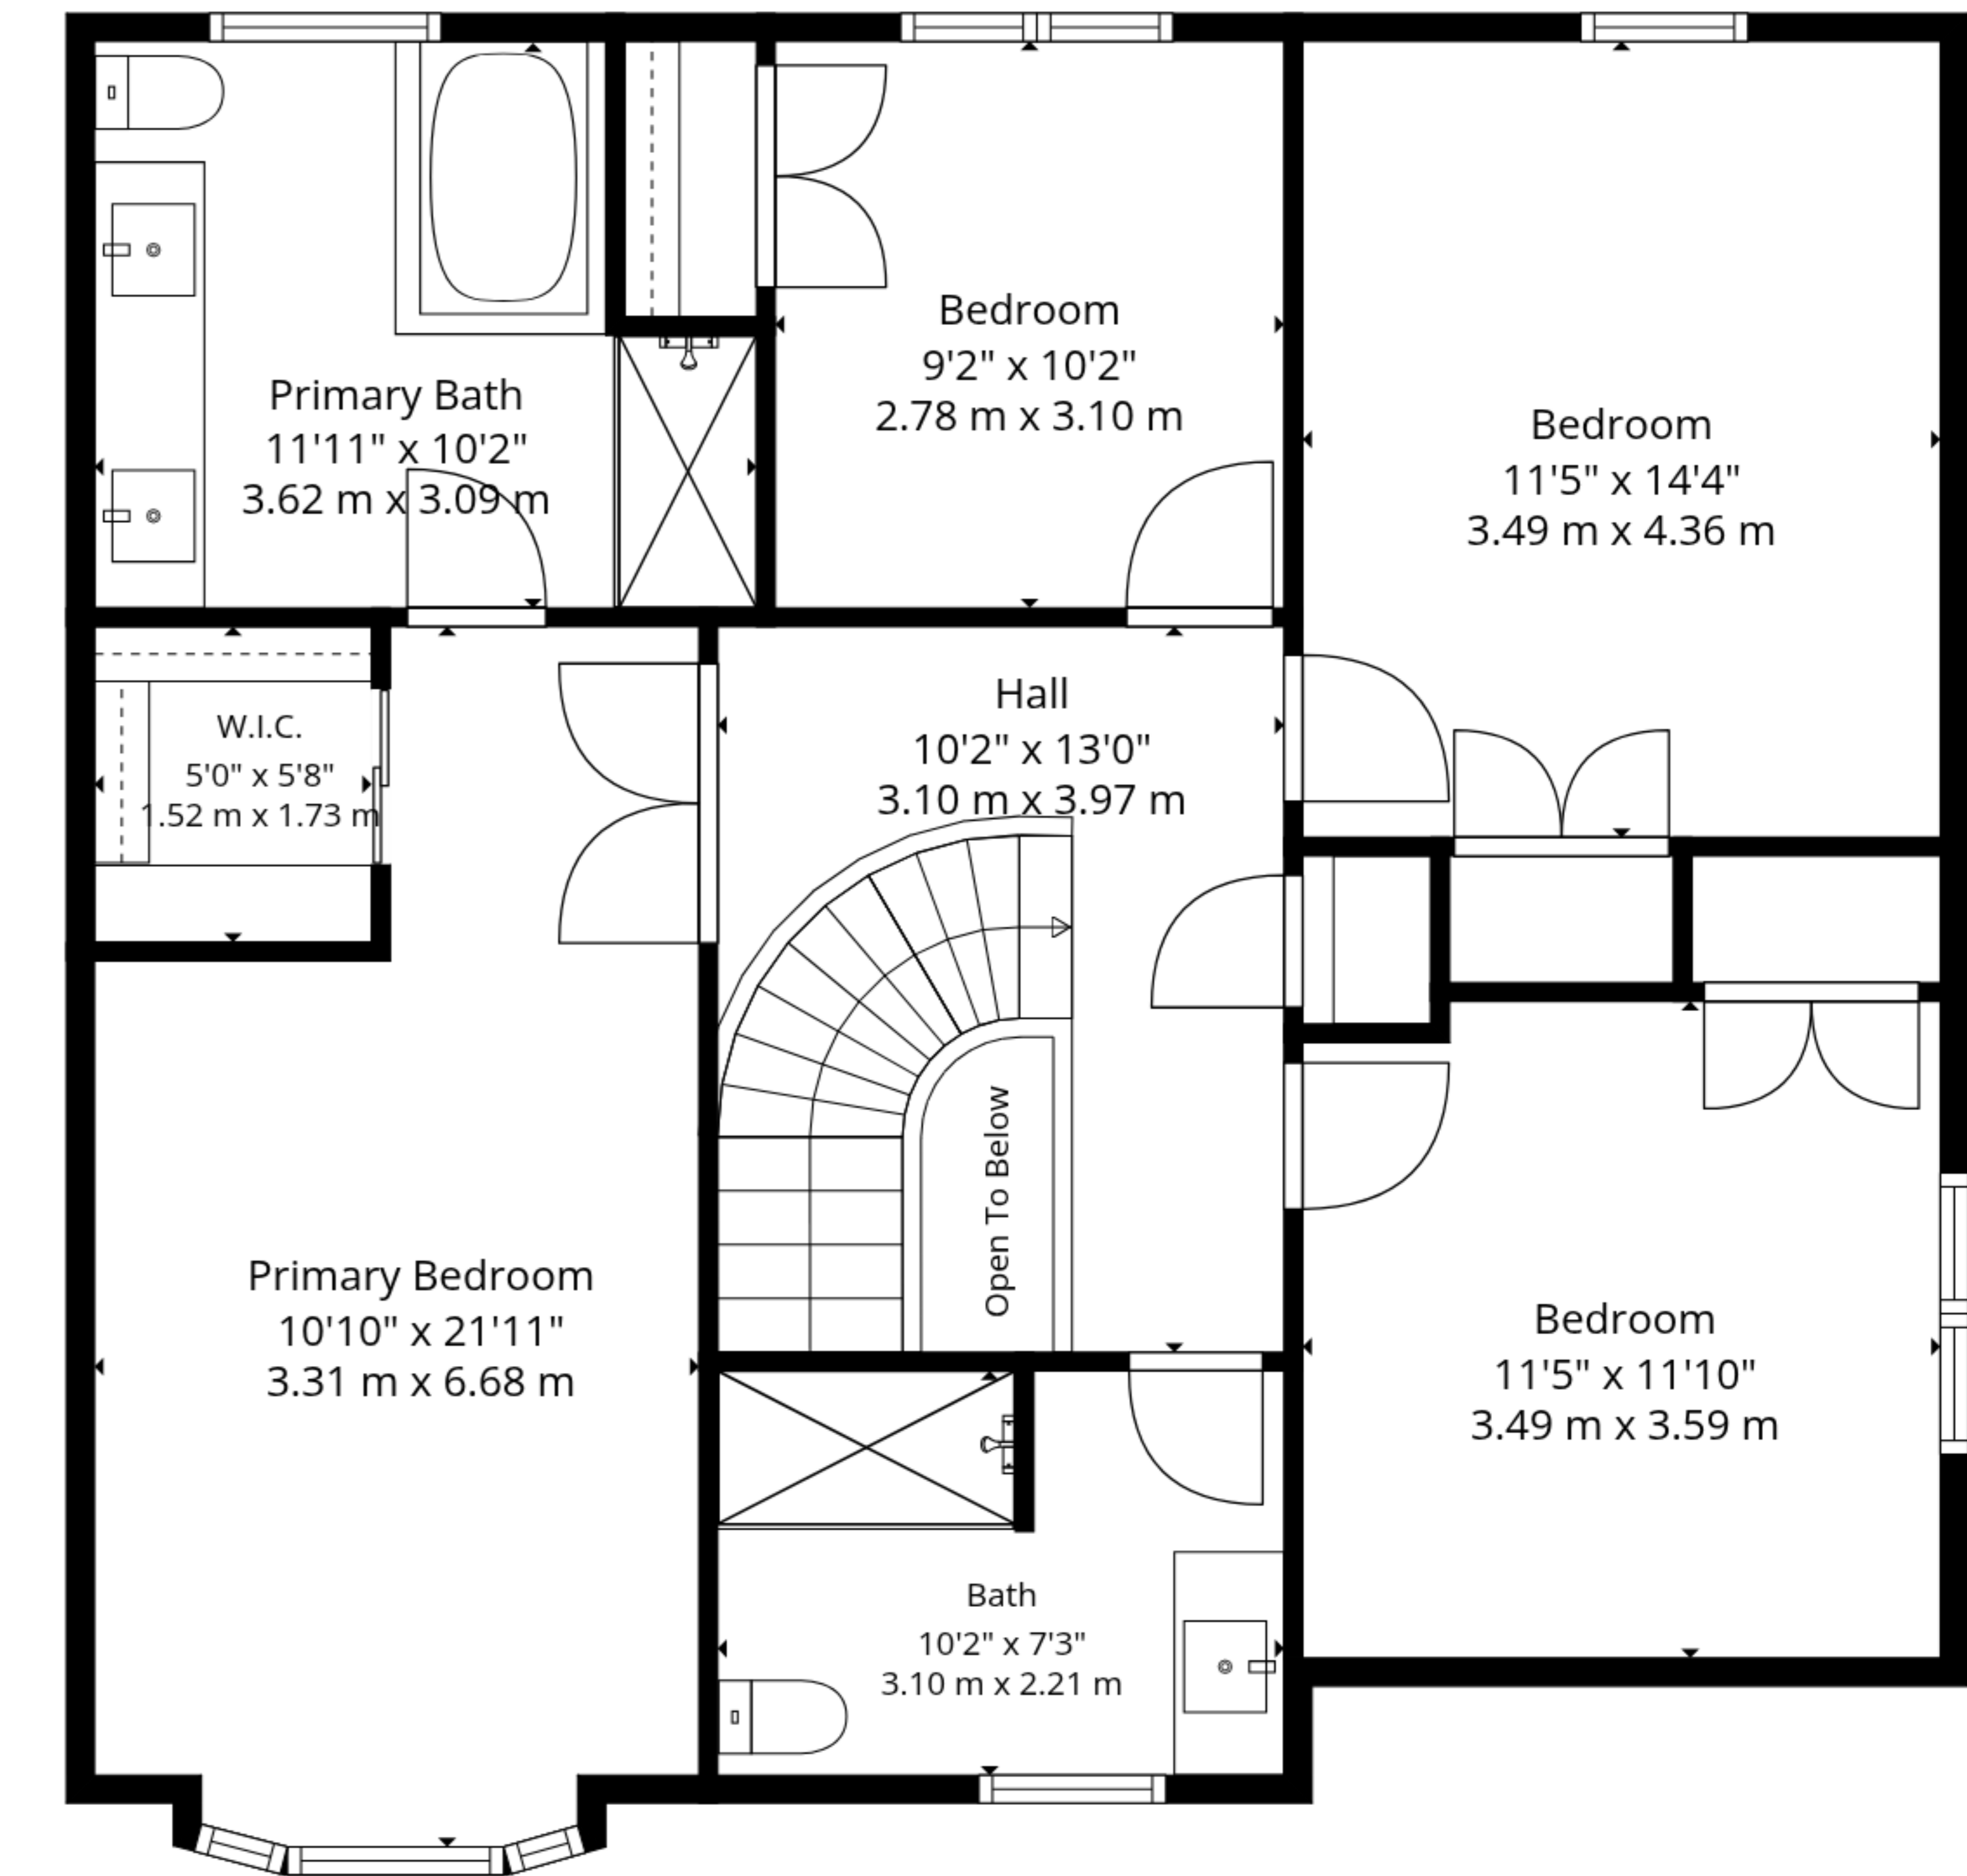 Primary Bath
11'11" x 10'2"
3.62 m x 3.09 m
Bedroom
9'2" x 10'2"
2.78 m x 3.10 m
Bedroom
11'5" x 14'4"
3.49 m x 4.36 m
W.I.C.
5'0" x 5'8"
1.52 m x 1.73 m
Hall
10'2" x 13'0"
3.10 m x 3.97 m
Open To Below
Primary Bedroom
10'10" x 21'11"
3.31 m x 6.68 m
Bedroom
11'5" x 11'10"
3.49 m x 3.59 m
Bath
10'2" x 7'3"
3.10 m x 2.21 m